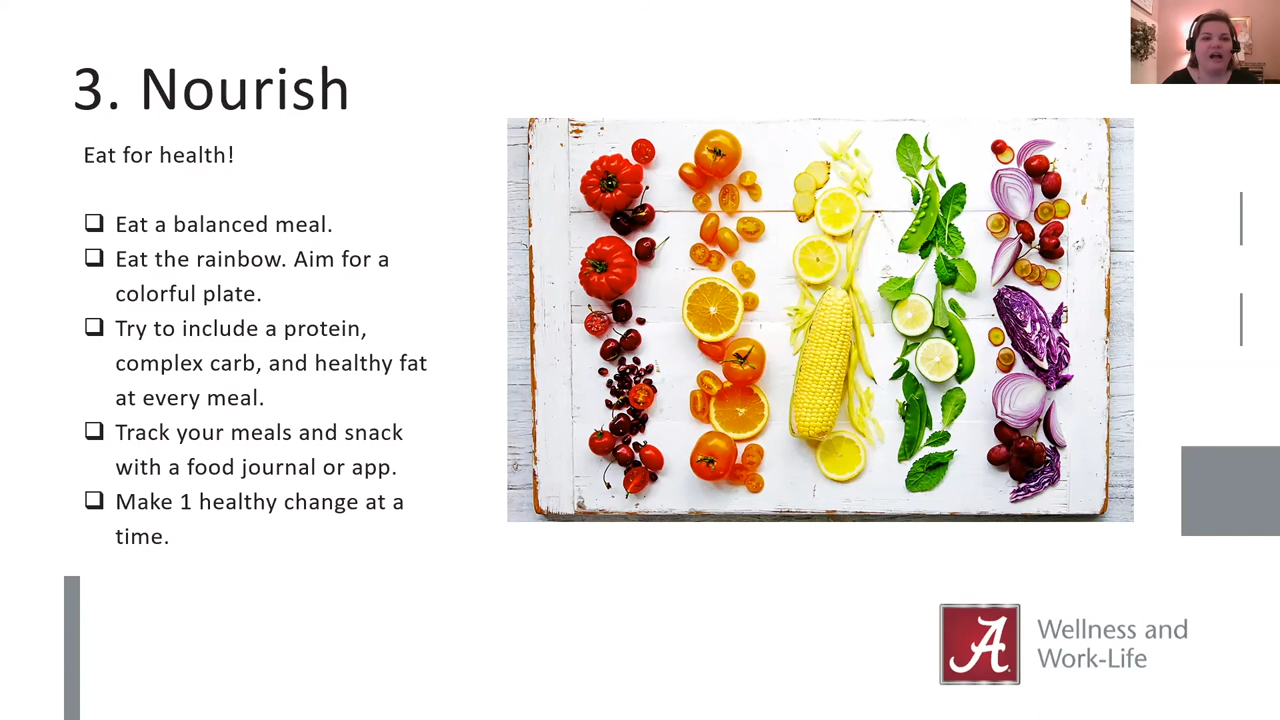 3. Nourish
Eat for health!
Eat a balanced meal.
Eat the rainbow. Aim for a
colorful plate.
Try to include a protein,
complex carb, and healthy fat
at every meal.
Track your meals and snack
with a food journal or app.
Make 1 healthy change at a
time.
A
Wellness and
Work-Life